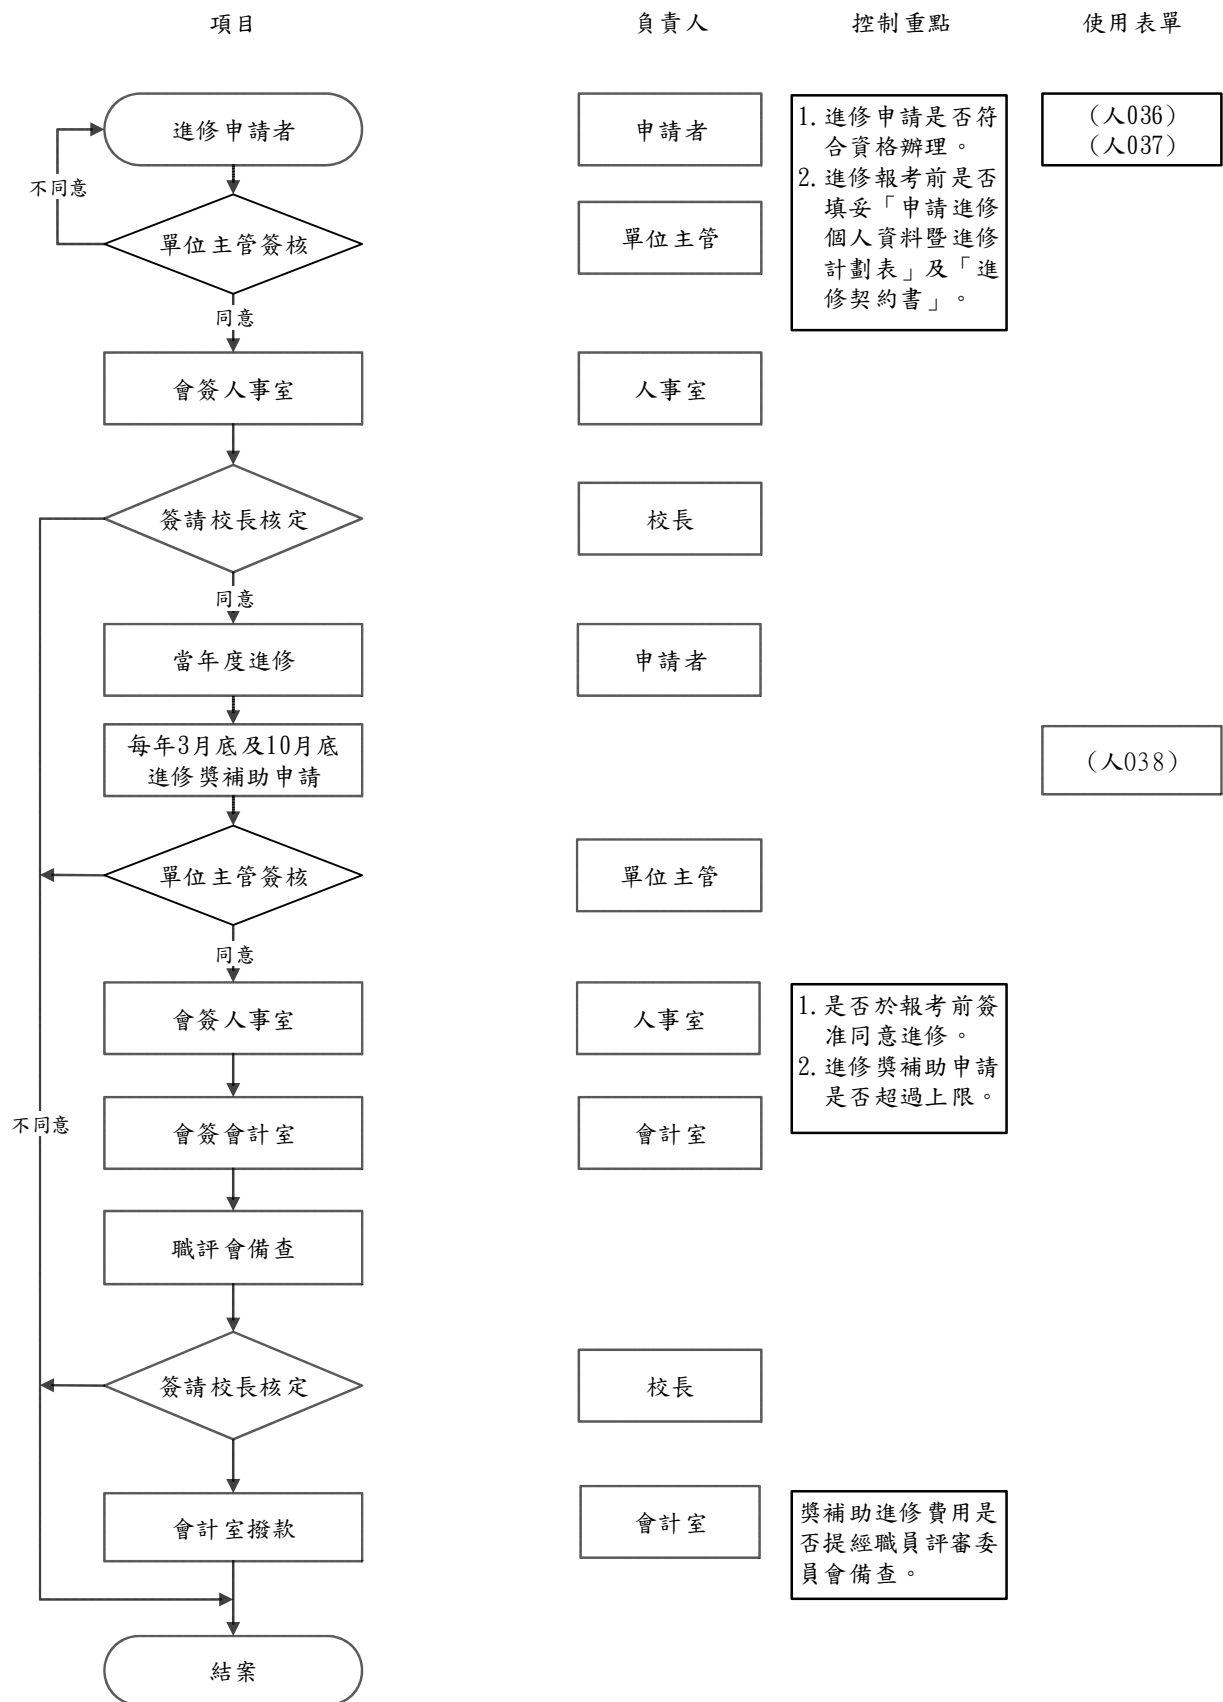 項目
負責人
控制重點
使用表單
進修申請者
申請者
1. 進修申請是否符
合資格辦理。
2. 進修報考前是否
填妥「申請進修
個人資料暨進修
計劃表」及「進
修契約書」。
（人036）
（人037）
不同意
單位主管簽核
單位主管
同意
會簽人事室
人事室
簽請校長核定
校長
同意
當年度進修
申請者
每年3月底及10月底
進修獎補助申請
（人038）
單位主管簽核
單位主管
同意
會簽人事室
人事室
1. 是否於報考前簽
准同意進修。
2. 進修獎補助申請
是否超過上限。
不同意
會簽會計室
會計室
職評會備查
簽請校長核定
校長
會計室撥款
會計室
獎補助進修費用是
否提經職員評審委
員會備查。
結案